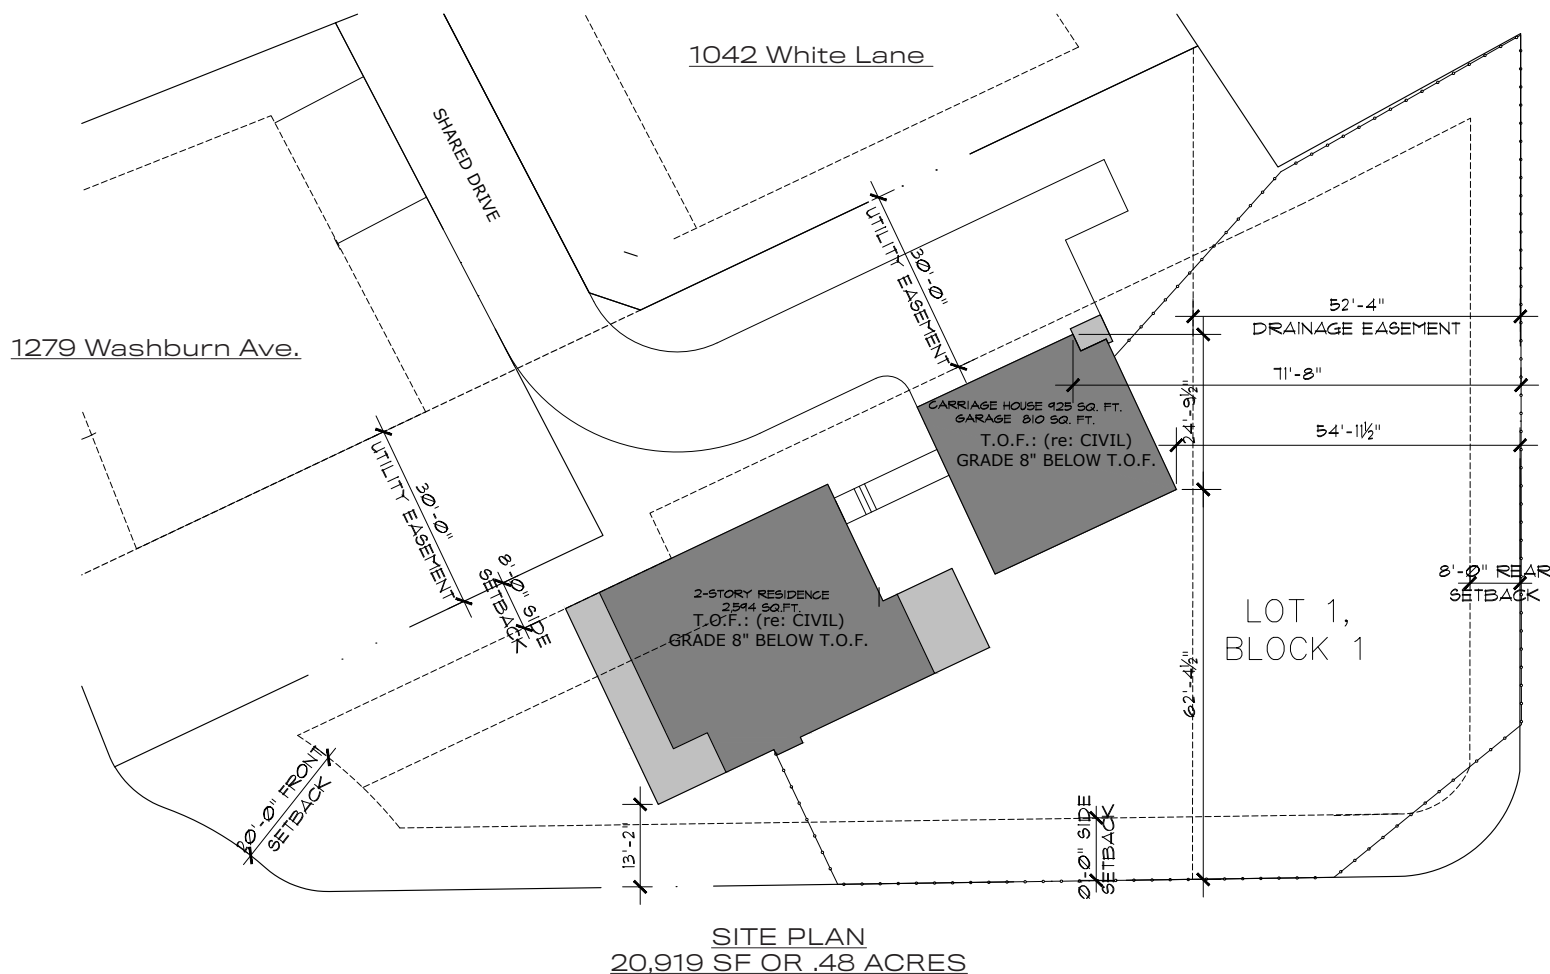 1042 White Lane
SHARED DRIVE
1279 Washburn Ave.
UTILITY EASEMENT
30'-0"
UTILITY EASEMENT
30'-0"
52'-4"
DRAINAGE EASEMENT
71'-8"
54'-11½"
24'-9½"
CARRIAGE HOUSE 925 SQ. FT.
GARAGE 810 SQ. FT.
T.O.F.: (re: CIVIL)
GRADE 8" BELOW T.O.F.
8'-0" SIDE
SETBACK
2-STORY RESIDENCE
2,594 SQ.FT.
T.O.F.: (re: CIVIL)
GRADE 8" BELOW T.O.F.
8'-0" REAR
SETBACK
LOT 1,
BLOCK 1
62'-4½"
20'-0" FRONT
SETBACK
13'-2"
0'-0" SIDE
SETBACK
SITE PLAN
20,919 SF OR .48 ACRES